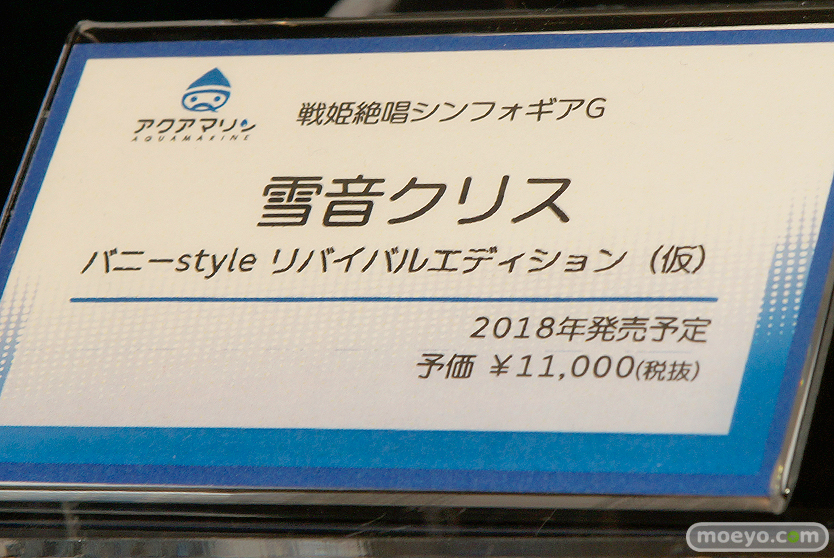 アクアマリン
AQUAMARINE
戦姫絶唱シンフォギアG
雪音クリス
バニーstyle リバイバルエディション（仮）
2018年発売予定
予価 ￥11,000(税抜)
moeyo.com